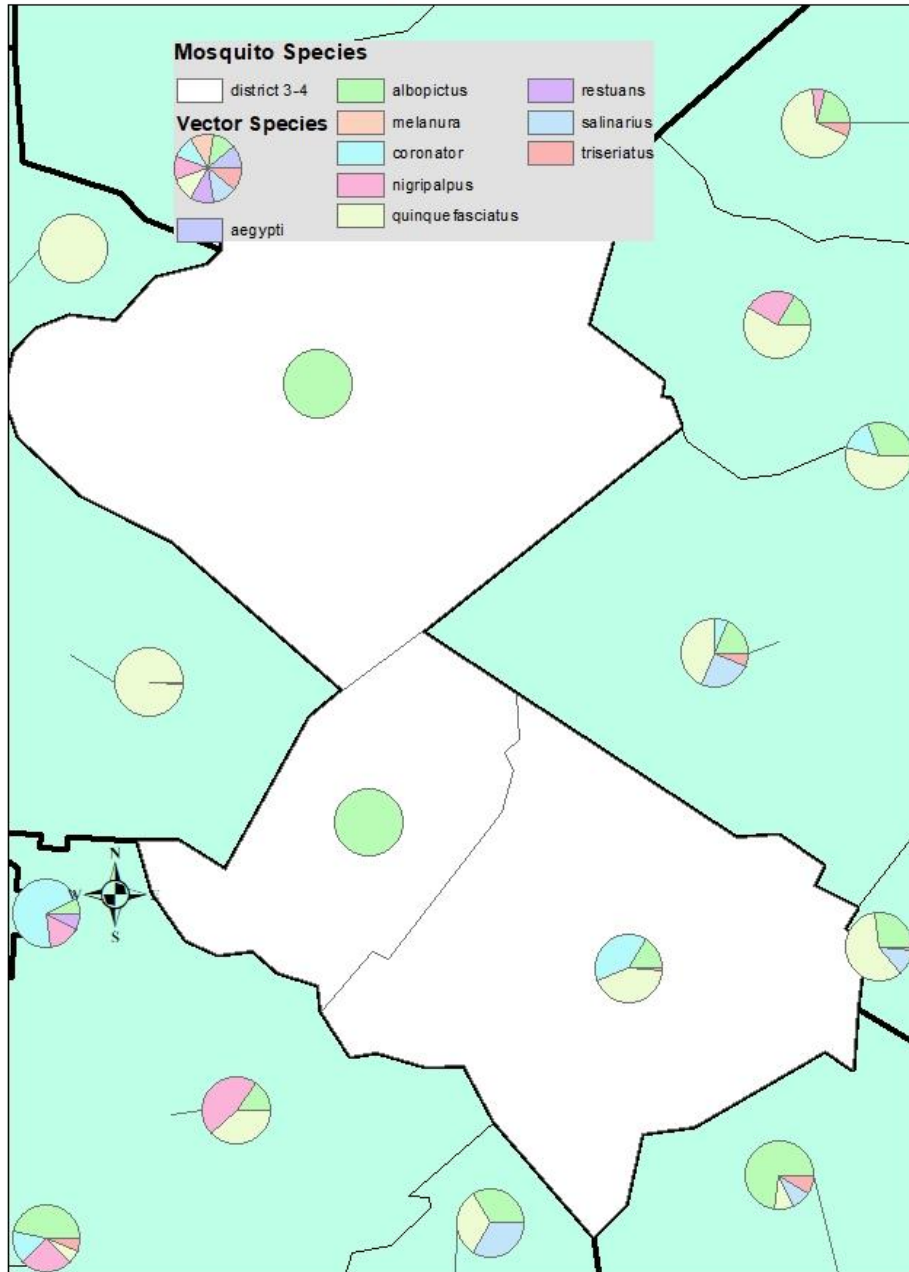 Mosquito Species
district 3-4
Vector Species
aegypti
albopictus
melanura
coronator
nigripalpus
quinquefasciatus
restuans
salinarius
triseriatus
N
W
E
S